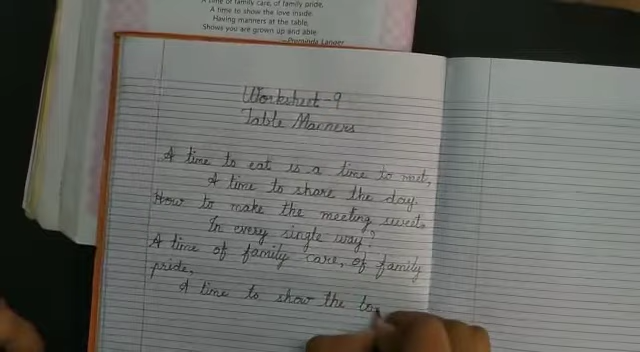 A time of family care, of family pride,
A time to show the love inside.
Having manners at the table,
Shows you are grown up and able.
Worksheet-9
Table Manners
A time to eat is a time to meet,
A time to share the day.
How to make the meeting sweet,
In every single way?
A time of family care, of family
pride,
A time to show the lo